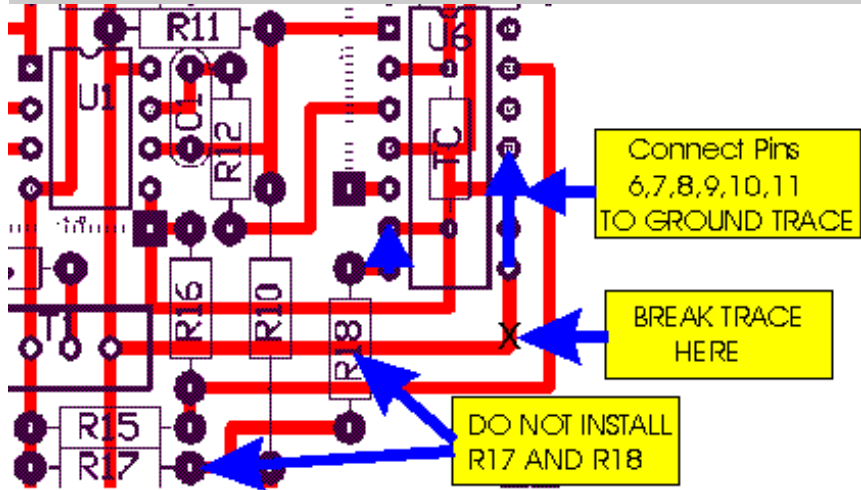 R11
U6
U1
C1
R12
TC
Connect Pins
6,7,8,9,10,11
TO GROUND TRACE
R16
R10
T1
R18
BREAK TRACE
HERE
X
R15
DO NOT INSTALL
R17 AND R18
R17